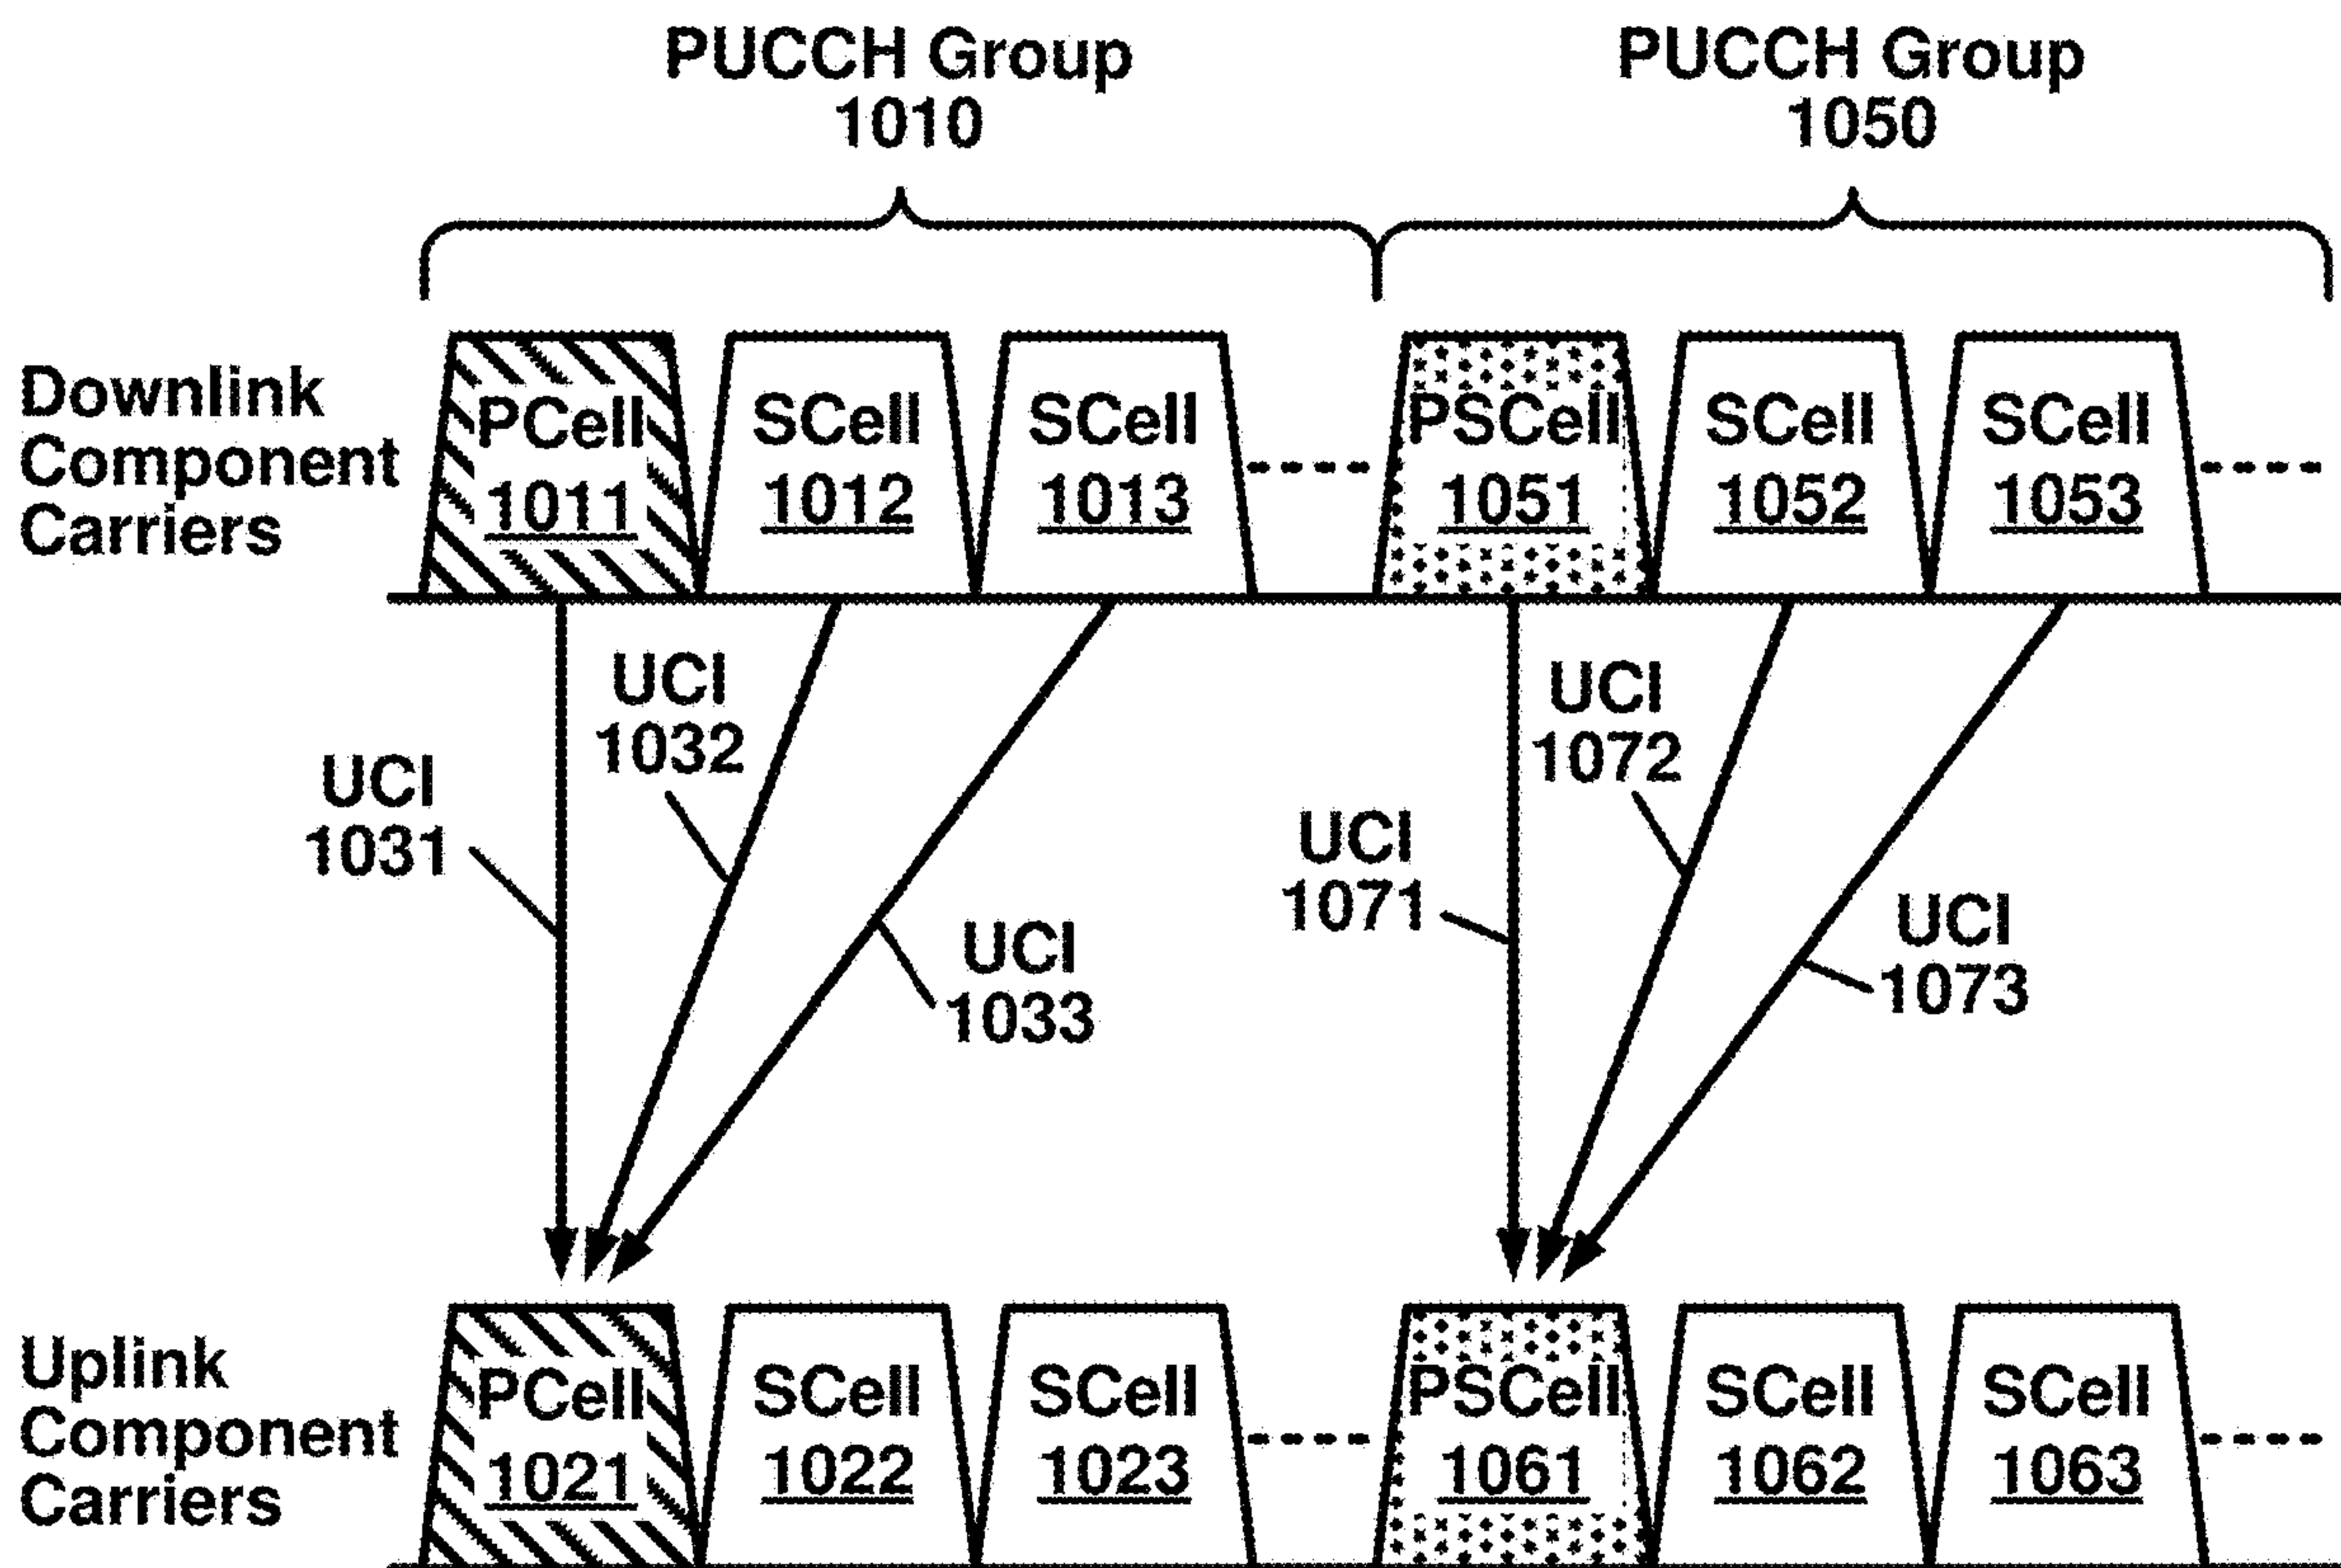 PUCCH Group
1010
PUCCH Group
1050
Downlink
Component
Carriers
PCell
1011
SCell
1012
SCell
1013
PSCell
1051
SCell
1052
SCell
1053
UCI
1031
UCI
1032
UCI
1033
UCI
1071
UCI
1072
UCI
1073
Uplink
Component
Carriers
PCell
1021
SCell
1022
SCell
1023
PSCell
1061
SCell
1062
SCell
1063